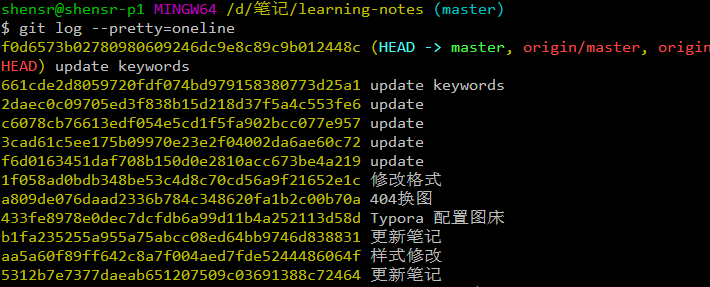 shensr@shensr-p1 MINGW64 /d/笔记/learning-notes (master)
$ git log --pretty=oneline
f0d6573b02780980609246dc9e8c89c9b012448c (HEAD -> master, origin/master, origin/
HEAD) update keywords
661cde2d8059720fdf074bd979158380773d25a1 update keywords
2daec0c09705ed3f838b15d218d37f5a4c553fe6 update
c6078cb76613edf054e5cd1f5fa902bcc077e957 update
3cad61c5ee175b09970e23e2f04002da6ae60c72 update
f6d0163451daf708b150d0e2810acc673be4a219 update
1f058ad0bdb348be53c4d8c70cd56a9f21652e1c 修改格式
a809de076daad2336b784c348620fa1b2c00b70a 404换图
433fe8978e0dec7dcfdb6a99d11b4a252113d58d Typora 配置图床
b1fa235255a955a75abcc08ed64bb9746d838831 更新笔记
aa5a60f89ff642c8a7f004aed7fde5244486064f 样式修改
5312b7e7377daeab651207509c03691388c72464 更新笔记